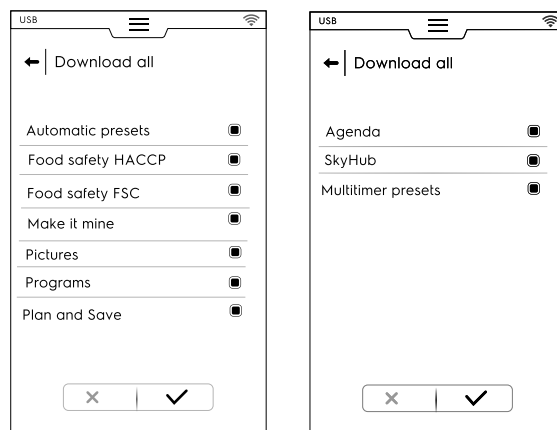 USB
Download all
Automatic presets
Food safety HACCP
Food safety FSC
Make it mine
Pictures
Programs
Plan and Save
USB
Download all
Agenda
SkyHub
Multitimer presets